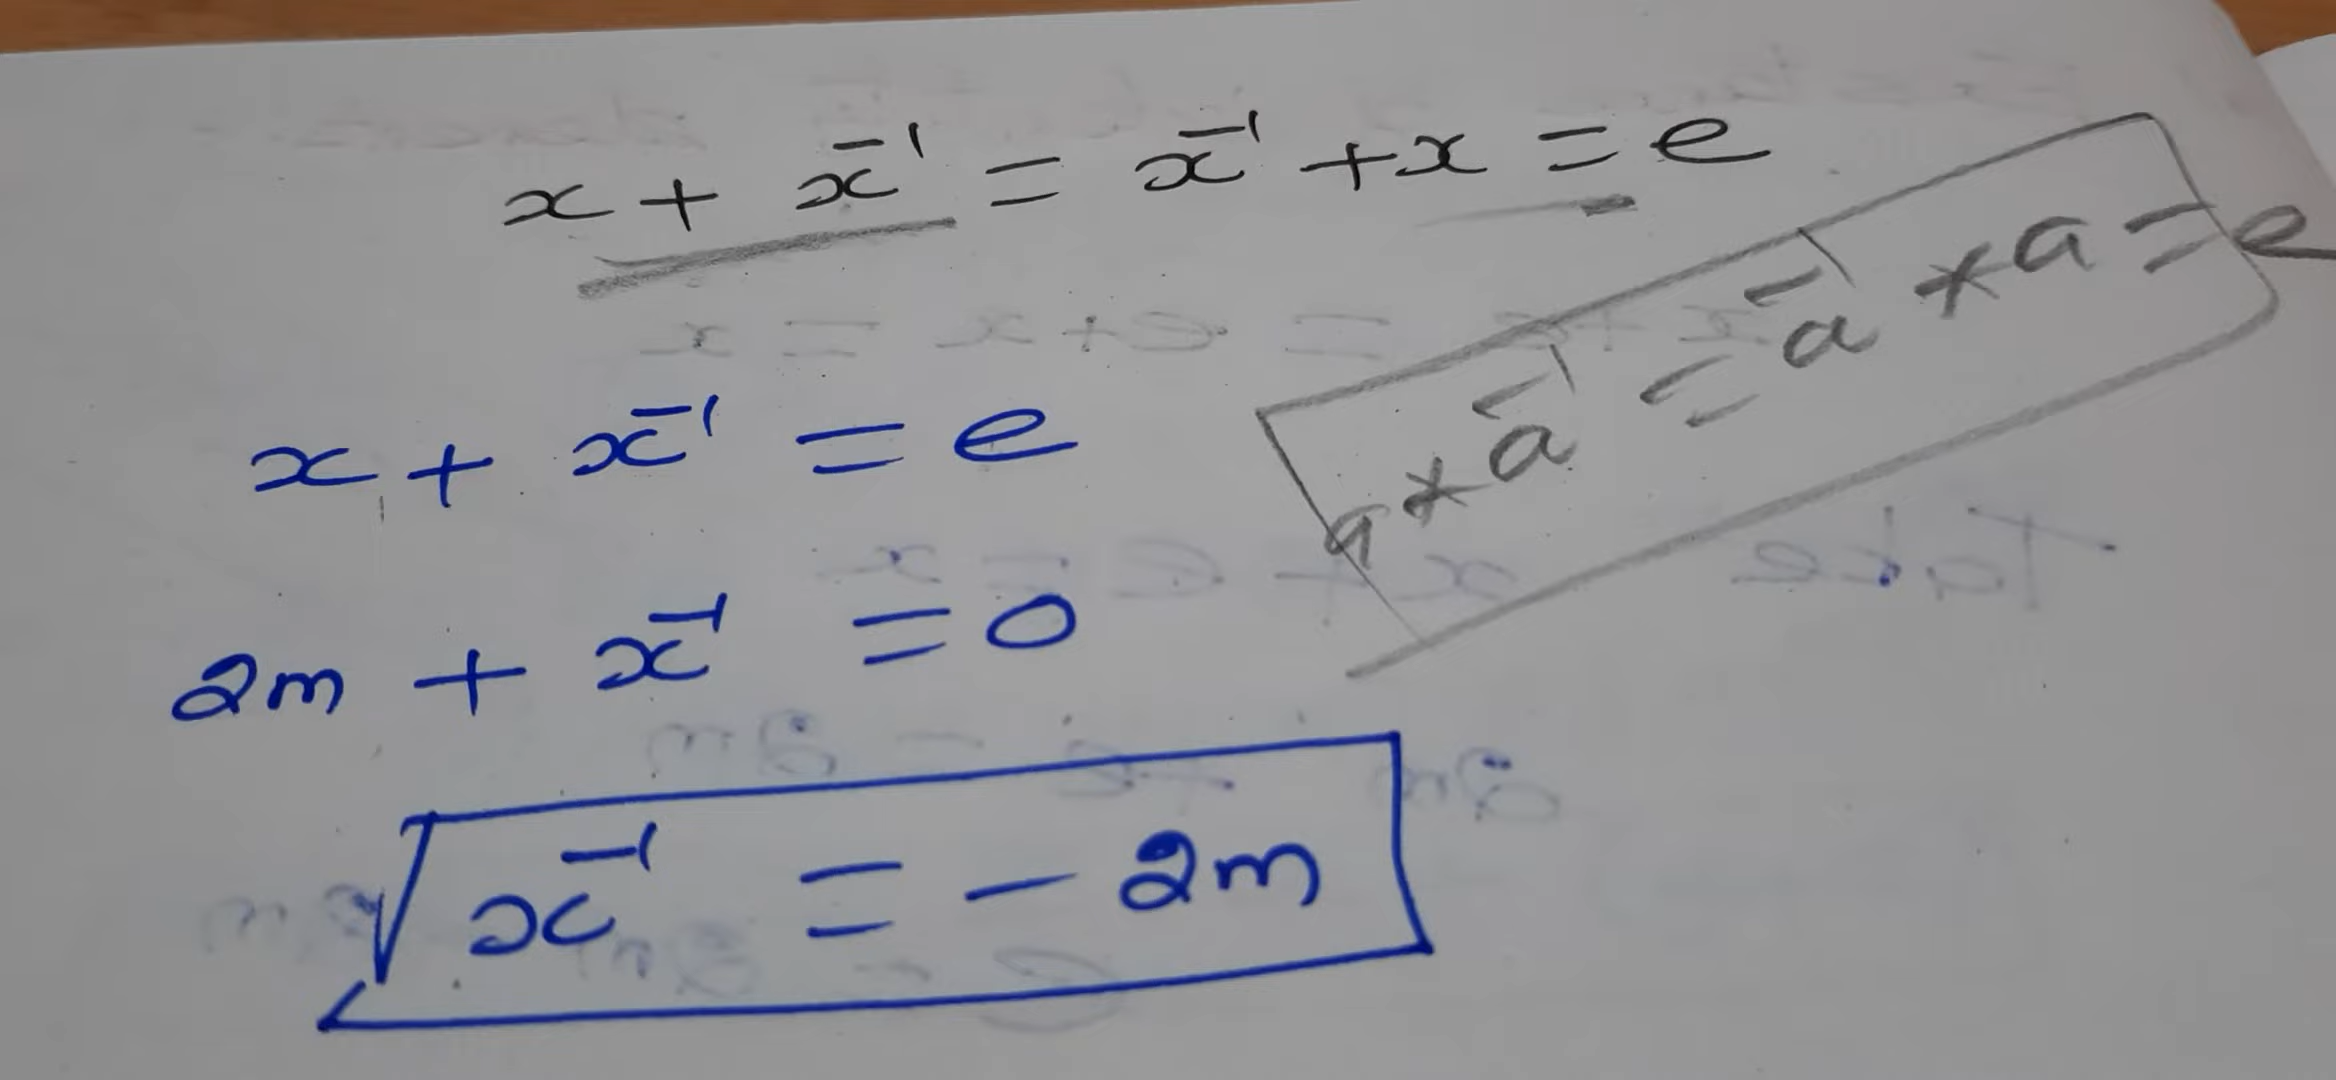 x + x⁻¹ = x⁻¹ + x = e
a * a⁻¹ = a⁻¹ * a = e
x + x⁻¹ = e
2m + x⁻¹ = 0
x⁻¹ = - 2m